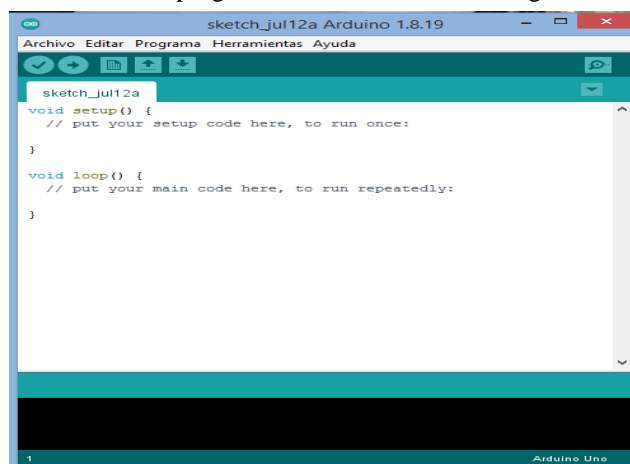 sketch_jul12a Arduino 1.8.19
Archivo Editar Programa Herramientas Ayuda
sketch_jul12a
void setup() {
// put your setup code here, to run once:
}
void loop() {
// put your main code here, to run repeatedly:
}
1
Arduino Uno